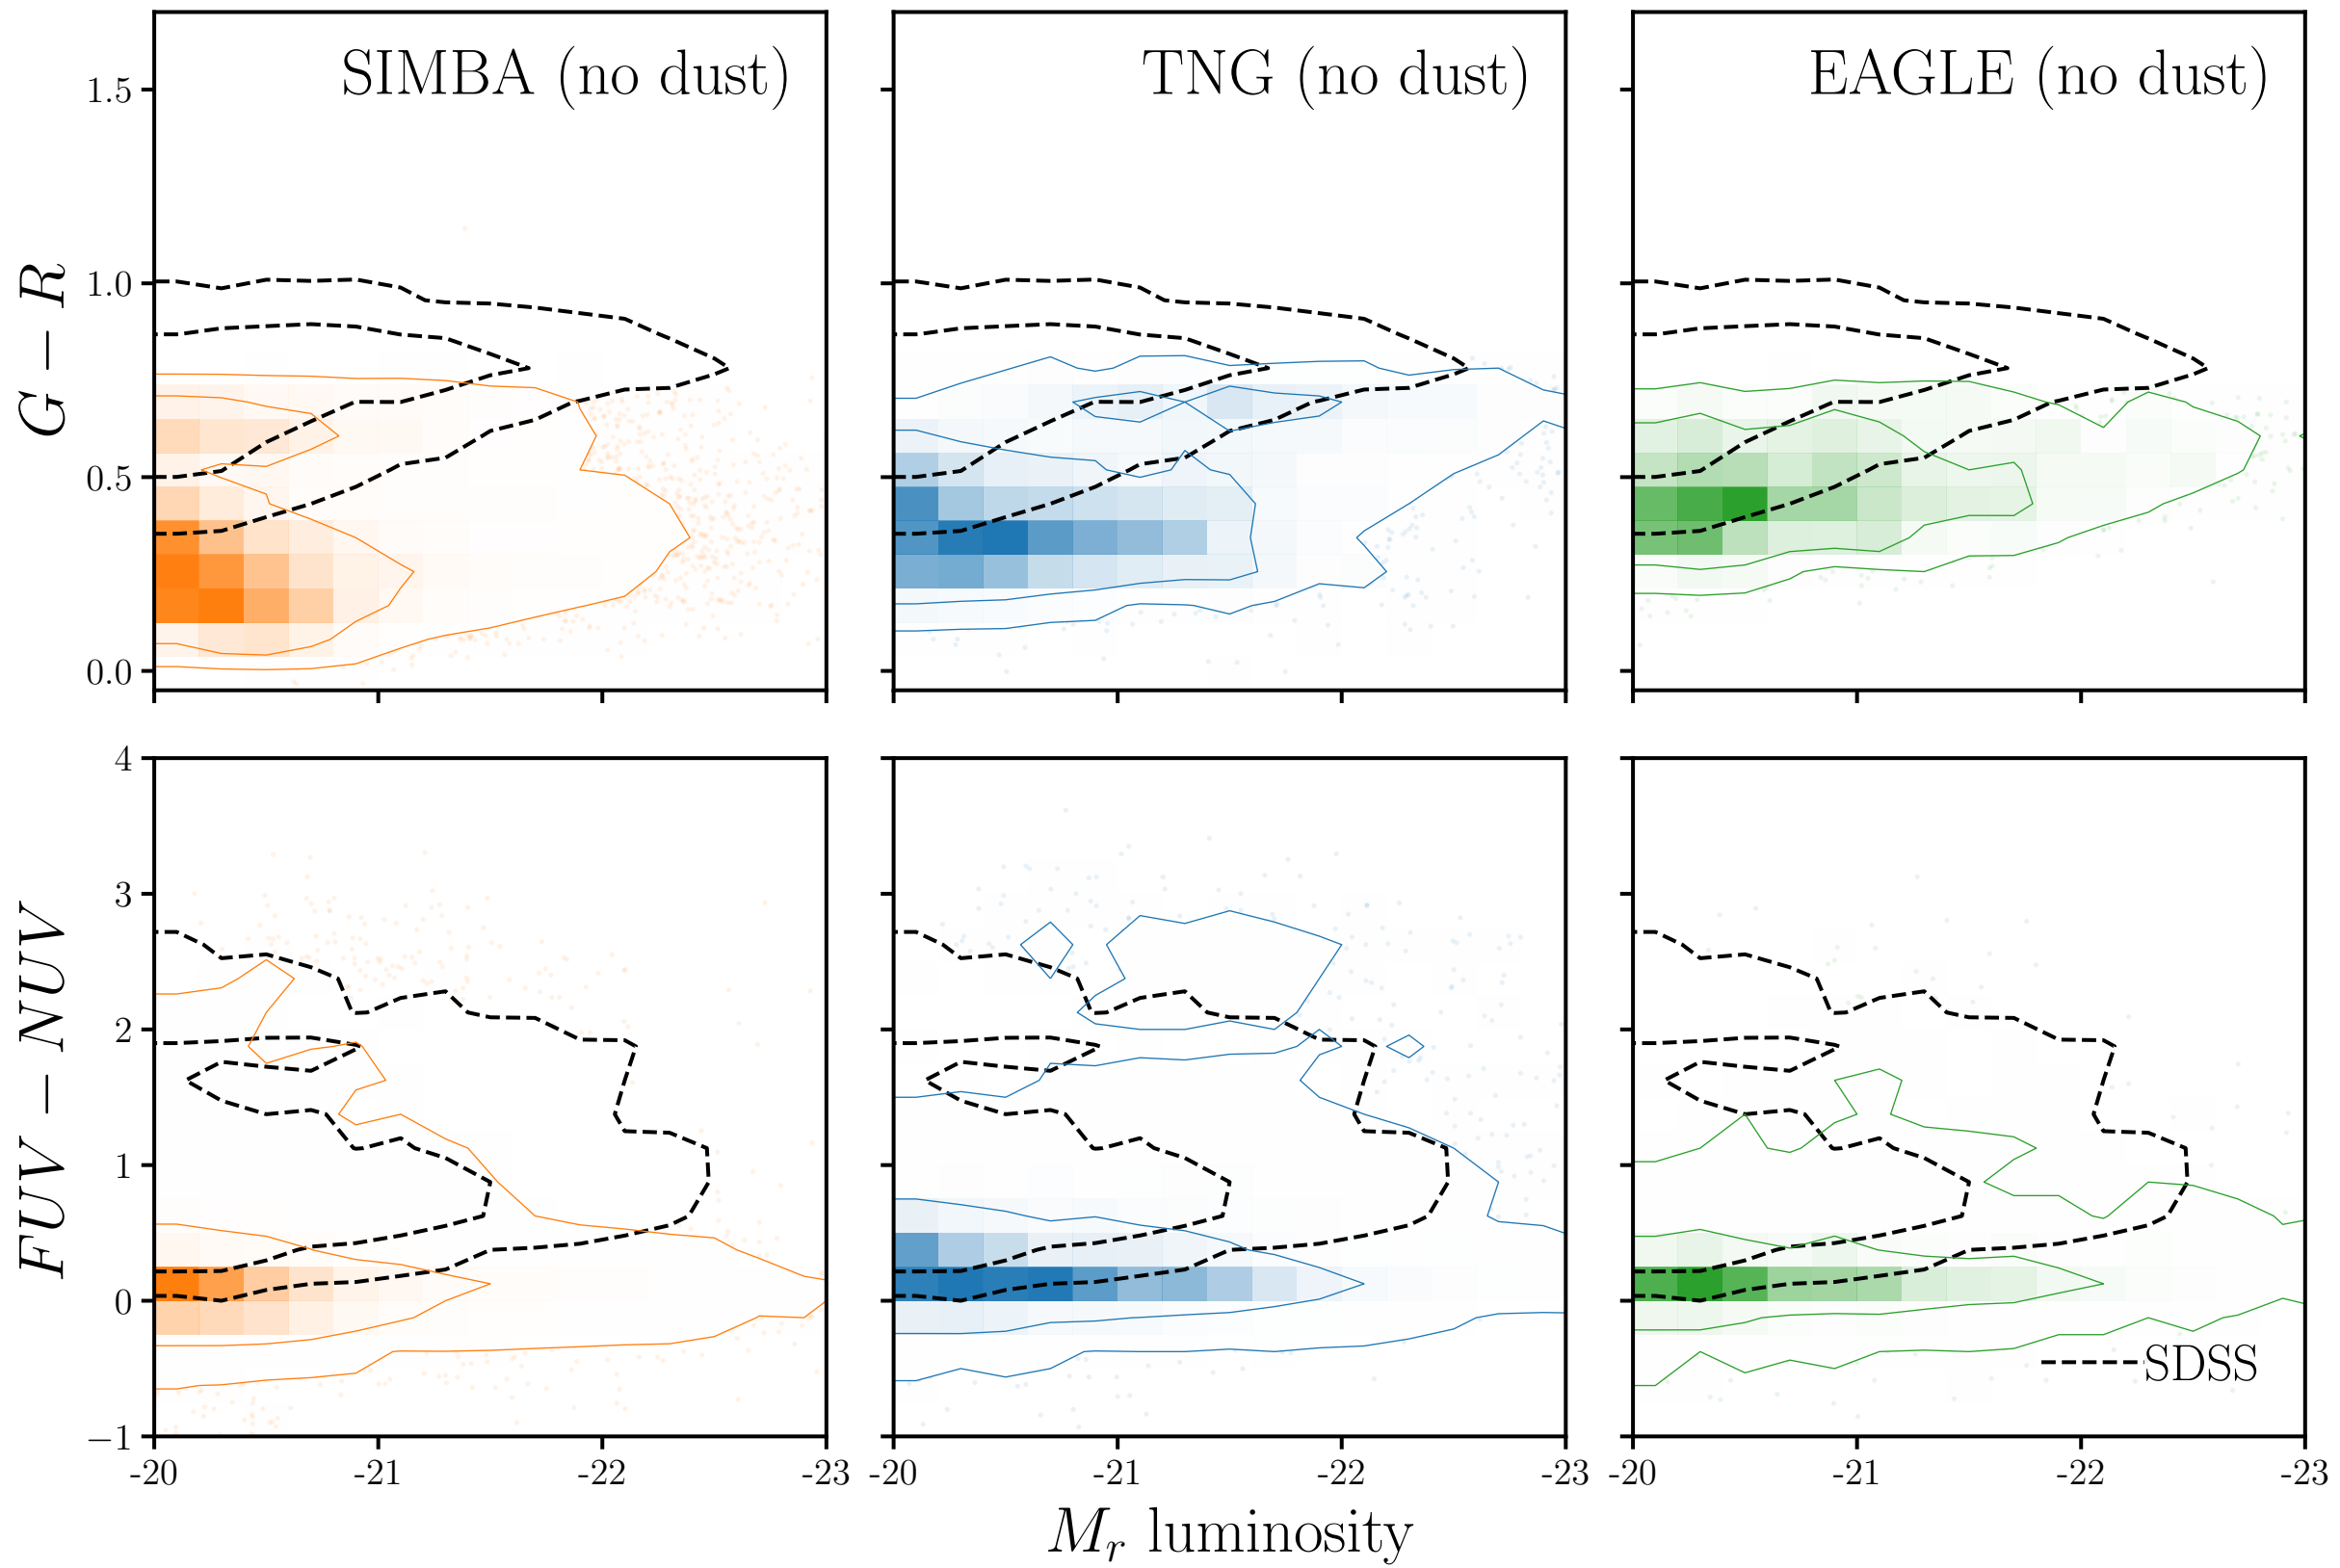 SIMBA (no dust)
TNG (no dust)
EAGLE (no dust)
G − R
1.5
1.0
0.5
0.0
FUV − NUV
4
3
2
1
0
−1
SDSS
-20 -21 -22 -23 -20 -21 -22 -23 -20 -21 -22 -23
M_r luminosity